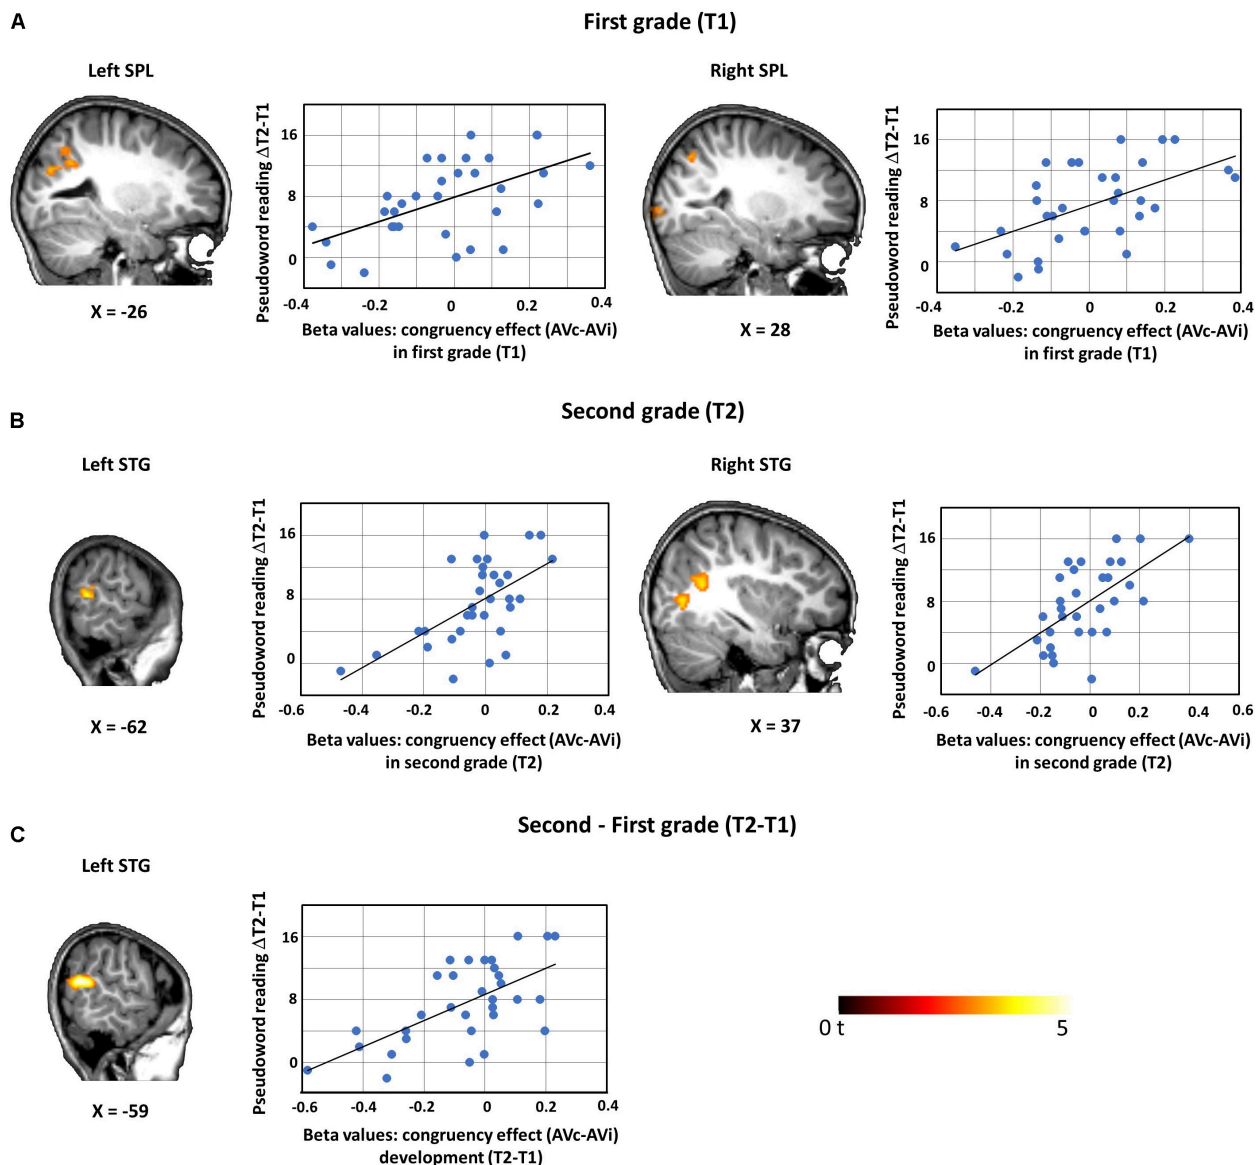 A
First grade (T1)
Left SPL
Right SPL
Pseudoword reading ΔT2-T1
16
8
0
-0.4 -0.2 0 0.2 0.4
X = -26
Beta values: congruency effect (AVc-AVi)
in first grade (T1)
Pseudoword reading ΔT2-T1
16
8
0
-0.4 -0.2 0 0.2 0.4
X = 28
Beta values: congruency effect (AVc-AVi)
in first grade (T1)
B
Second grade (T2)
Left STG
Right STG
Pseudoword reading ΔT2-T1
16
8
0
-0.6 -0.4 -0.2 0 0.2 0.4
X = -62
Beta values: congruency effect (AVc-AVi)
in second grade (T2)
Pseudoword reading ΔT2-T1
16
8
0
-0.6 -0.4 -0.2 0 0.2 0.4 0.6
X = 37
Beta values: congruency effect (AVc-AVi)
in second grade (T2)
C
Second - First grade (T2-T1)
Left STG
Pseudoword reading ΔT2-T1
16
8
0
-0.6 -0.4 -0.2 0 0.2 0.4
X = -59
Beta values: congruency effect (AVc-AVi)
development (T2-T1)
0 t 5